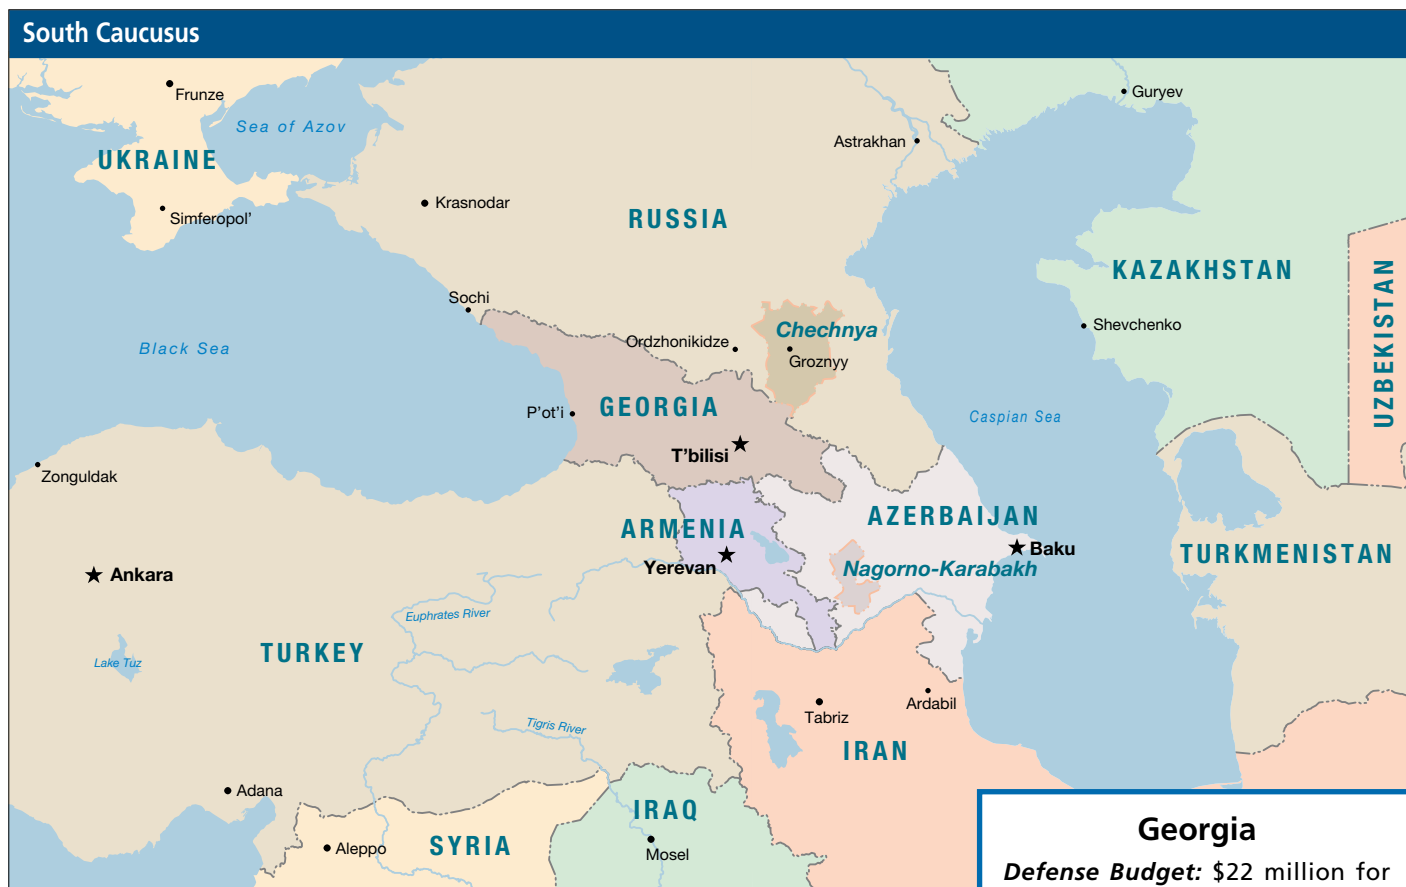 South Caucusus
Frunze
Guryev
Sea of Azov
Astrakhan
UKRAINE
Krasnodar
Simferopol'
RUSSIA
KAZAKHSTAN
UZBEKISTAN
Sochi
Chechnya
Shevchenko
Black Sea
Ordzhonikidze
Groznyy
P'ot'i
GEORGIA
Caspian Sea
T'bilisi
Zonguldak
AZERBAIJAN
ARMENIA
Baku
TURKMENISTAN
Ankara
Yerevan
Nagorno-Karabakh
Euphrates River
Lake Tuz
TURKEY
Ardabil
Tabriz
Tigris River
IRAN
Adana
IRAQ
Georgia
Aleppo
SYRIA
Mosel
Defense Budget: $22 million for